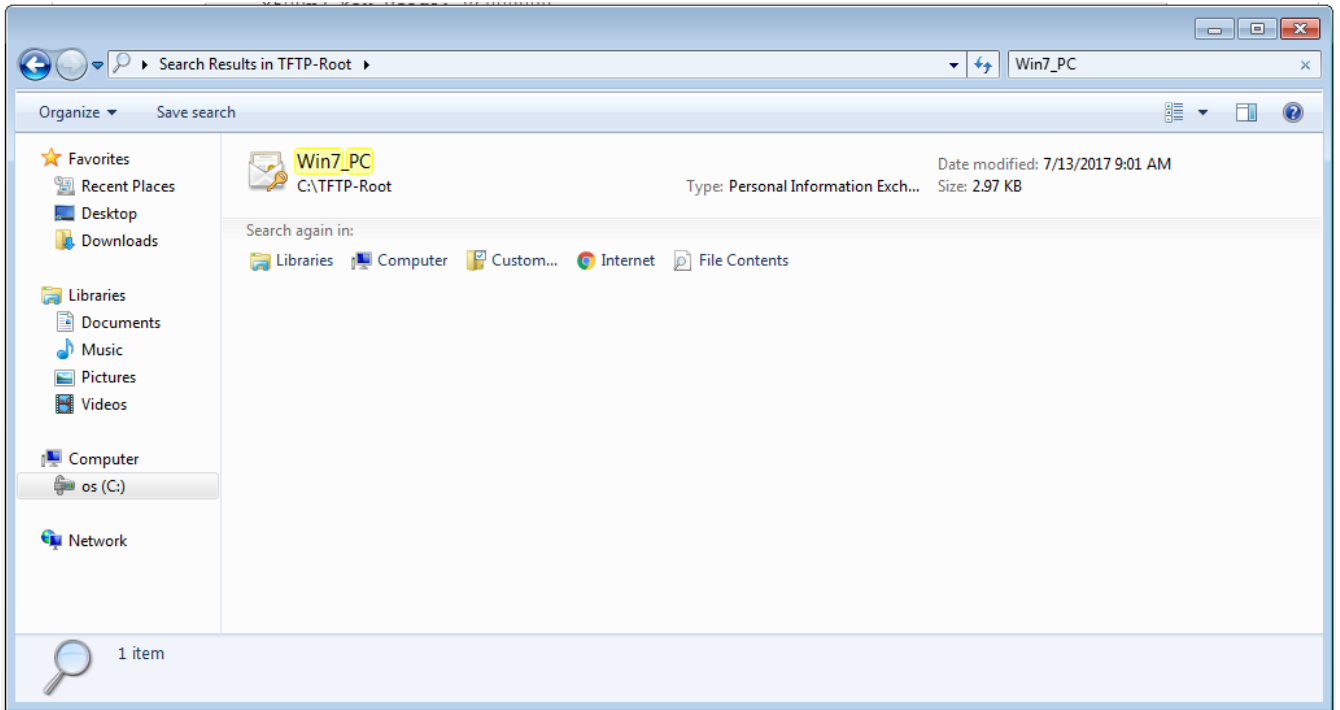 Search Results in TFTP-Root
Win7_PC
Organize
Save search
Favorites
Recent Places
Desktop
Downloads
Libraries
Documents
Music
Pictures
Videos
Computer
os (C:)
Network
Win7_PC
C:\TFTP-Root
Type: Personal Information Exch...
Date modified: 7/13/2017 9:01 AM
Size: 2.97 KB
Search again in:
Libraries
Computer
Custom...
Internet
File Contents
1 item